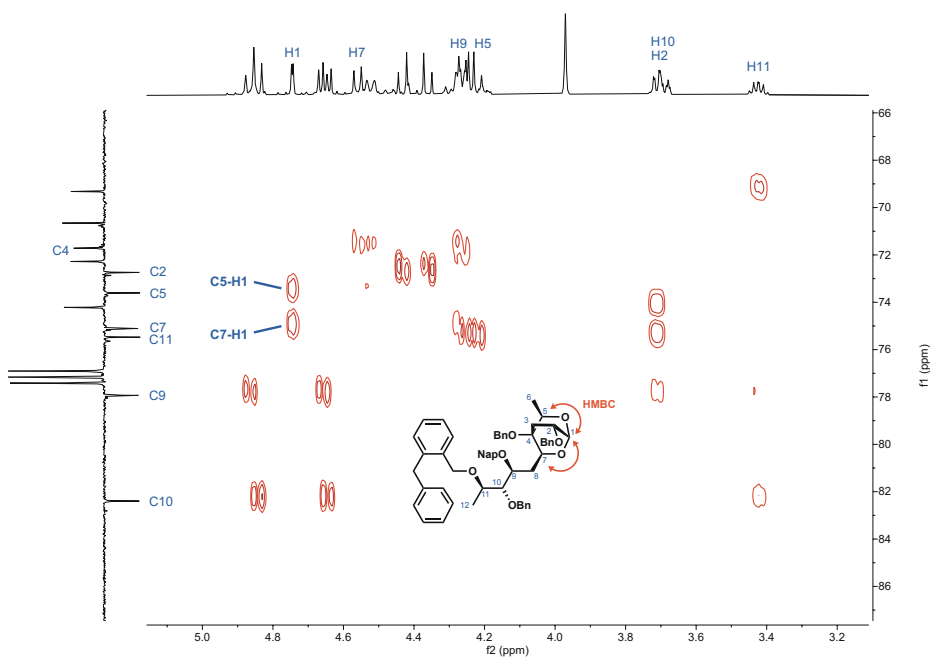 H1
H7
H9 H5
H10
H2
H11
C4
C2
C5
C7
C11
C9
C10
C5-H1
C7-H1
66
68
70
72
74
76
78
80
82
84
86
f1 (ppm)
5.0 4.8 4.6 4.4 4.2 4.0 3.8 3.6 3.4 3.2
f2 (ppm)
HMBC
6
5
O
3
2
1
BnO
BnO
4
O
7
NapO
9
8
O
10
11
12
OBn